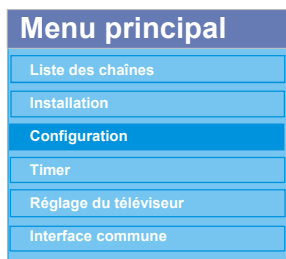 Menu principal
Liste des chaînes
Installation
Configuration
Timer
Réglage du téléviseur
Interface commune